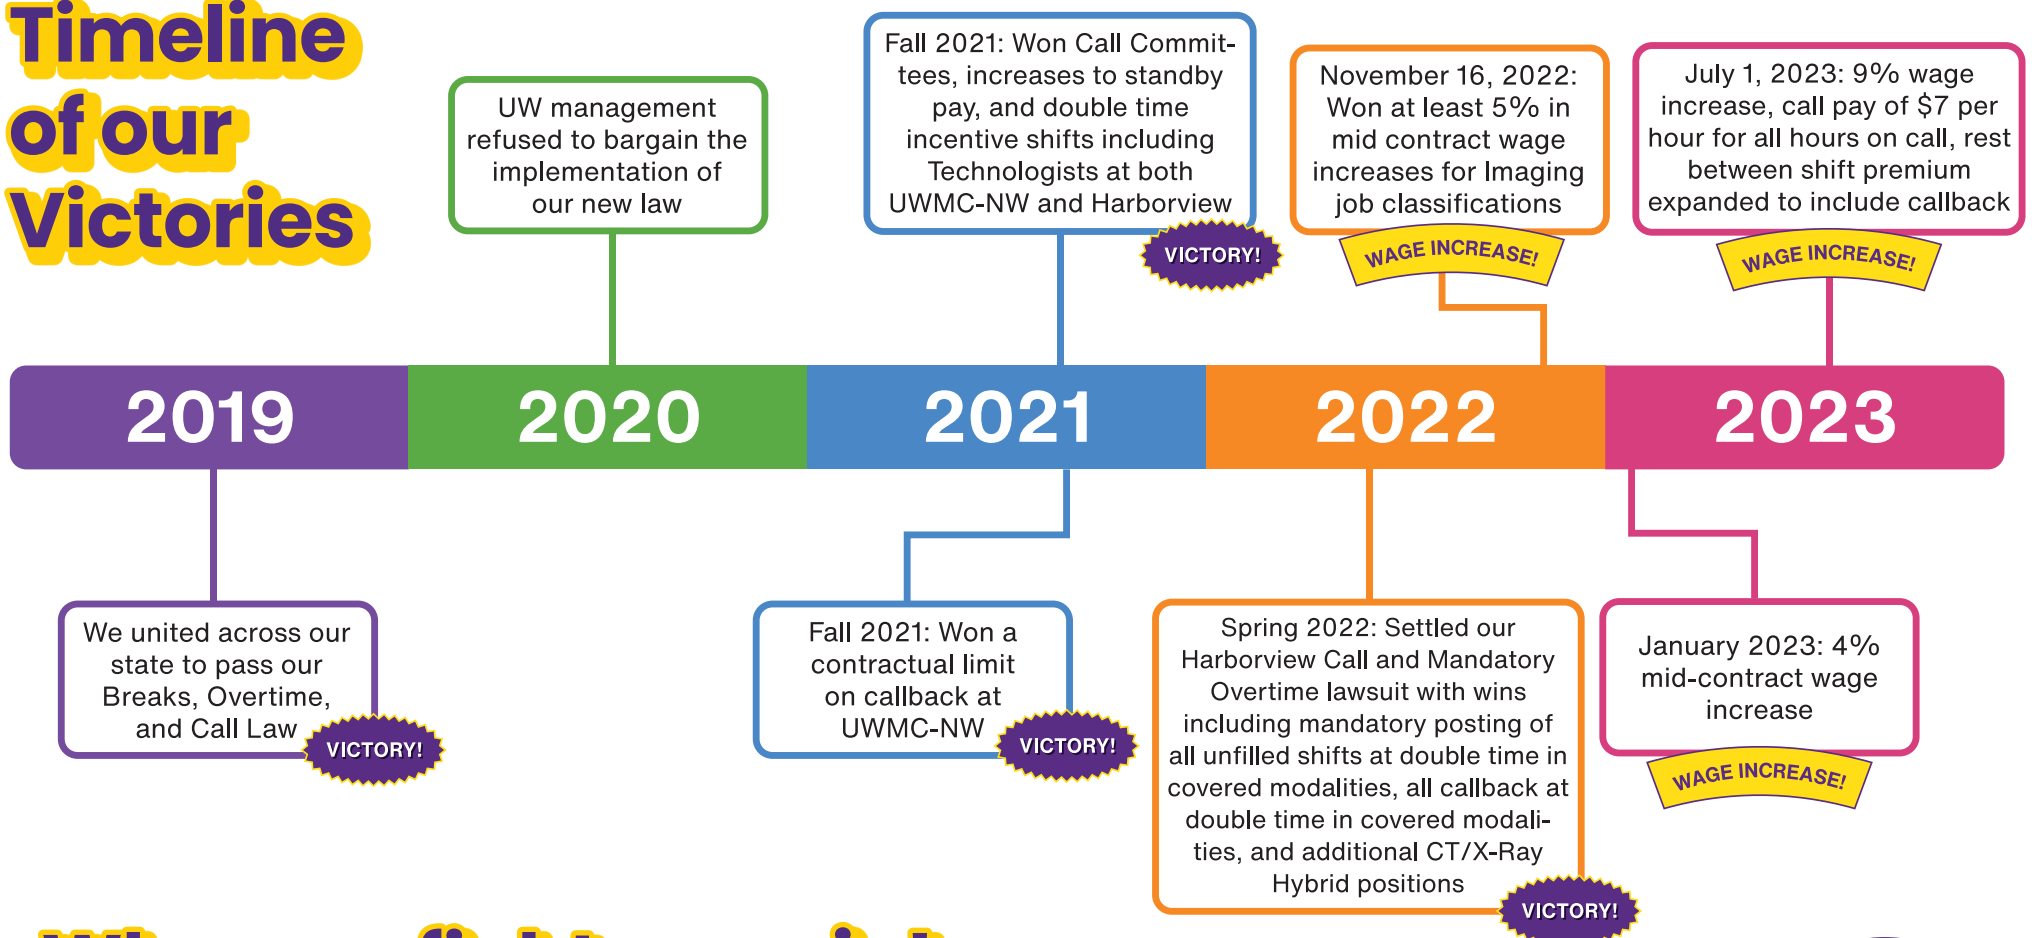 Timeline
of our
Victories
UW management
refused to bargain the
implementation of
our new law
Fall 2021: Won Call Commit-
tees, increases to standby
pay, and double time
incentive shifts including
Technologists at both
UWMC-NW and Harborview
VICTORY!
November 16, 2022:
Won at least 5% in
mid contract wage
increases for Imaging
job classifications
WAGE INCREASE!
July 1, 2023: 9% wage
increase, call pay of $7 per
hour for all hours on call, rest
between shift premium
expanded to include callback
WAGE INCREASE!
2019
2020
2021
2022
2023
We united across our
state to pass our
Breaks, Overtime,
and Call Law
VICTORY!
Fall 2021: Won a
contractual limit
on callback at
UWMC-NW
VICTORY!
Spring 2022: Settled our
Harborview Call and Mandatory
Overtime lawsuit with wins
including mandatory posting of
all unfilled shifts at double time in
covered modalities, all callback at
double time in covered modali-
ties, and additional CT/X-Ray
Hybrid positions
VICTORY!
January 2023: 4%
mid-contract wage
increase
WAGE INCREASE!